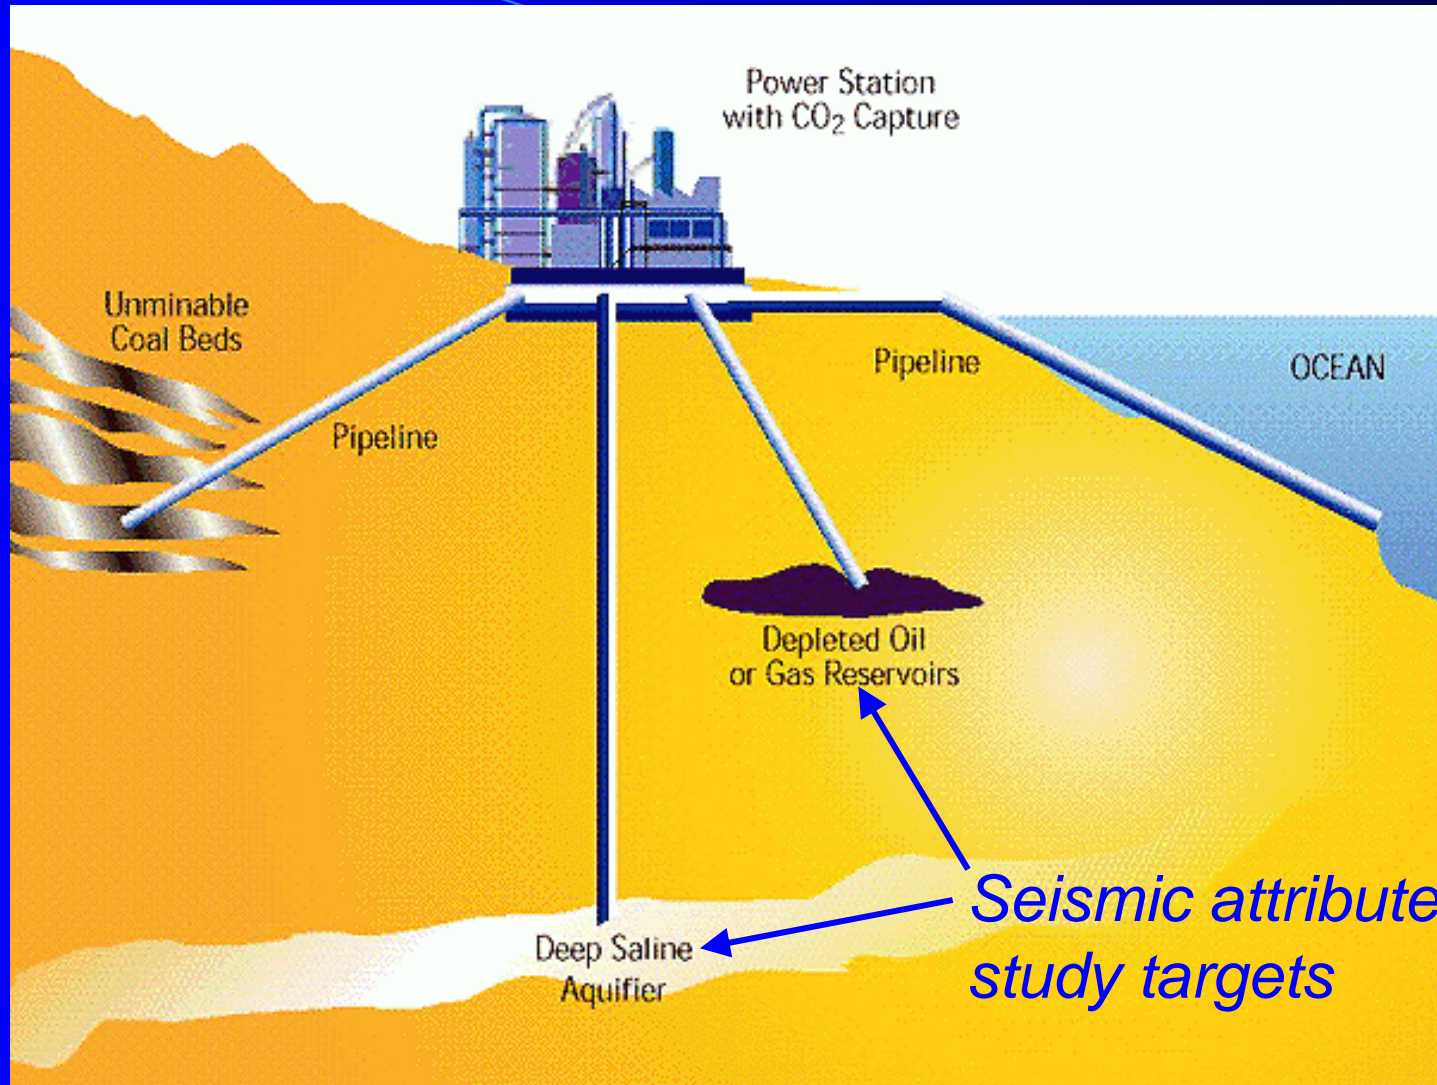 Power Station
with CO₂ Capture
Unminable
Coal Beds
Pipeline
Pipeline
OCEAN
Depleted Oil
or Gas Reservoirs
Seismic attribute
study targets
Deep Saline
Aquifier